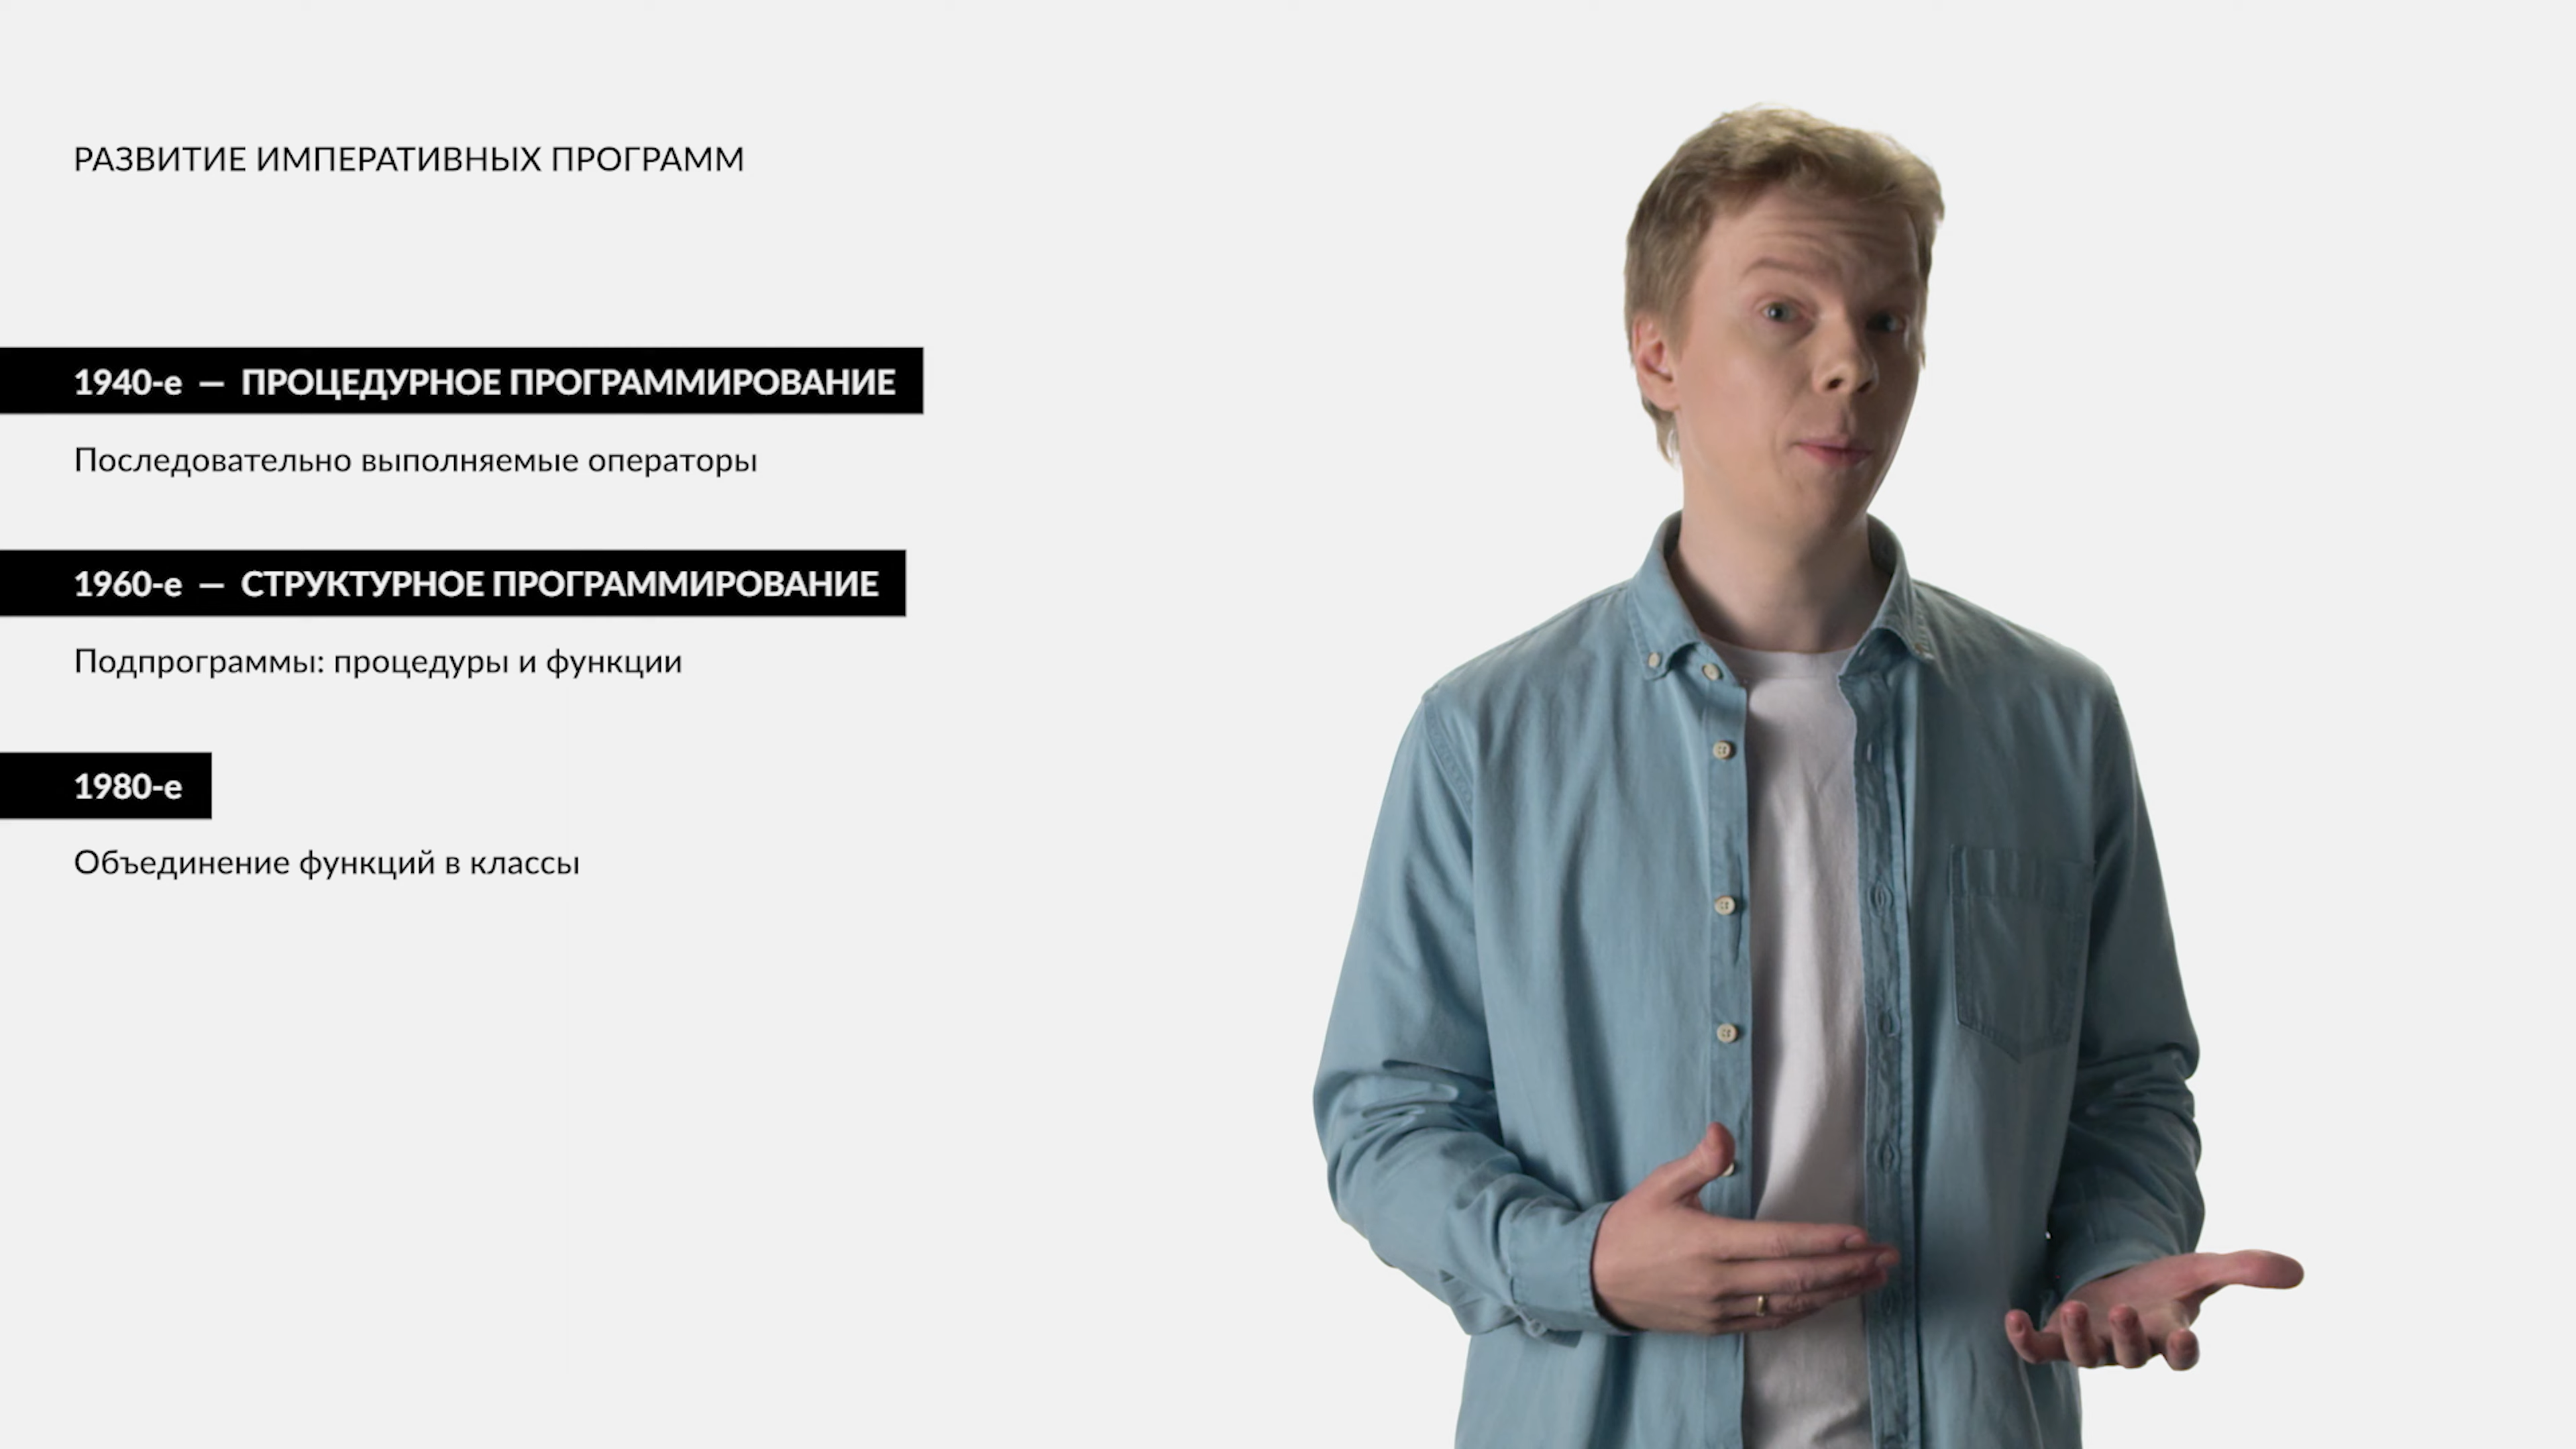 РАЗВИТИЕ ИМПЕРАТИВНЫХ ПРОГРАММ
1940-е — ПРОЦЕДУРНОЕ ПРОГРАММИРОВАНИЕ
Последовательно выполняемые операторы
1960-е — СТРУКТУРНОЕ ПРОГРАММИРОВАНИЕ
Подпрограммы: процедуры и функции
1980-е
Объединение функций в классы